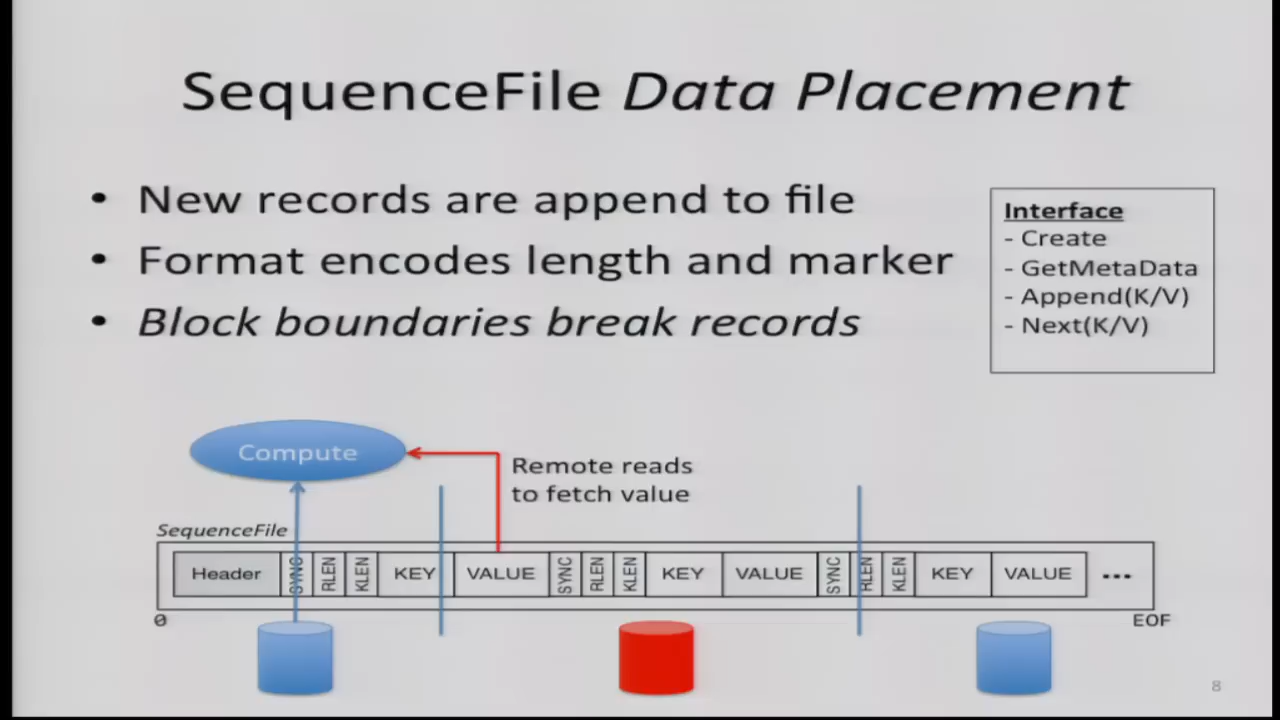 SequenceFile Data Placement
• New records are append to file
• Format encodes length and marker
• Block boundaries break records
Interface
- Create
- GetMetaData
- Append(K/V)
- Next(K/V)
Compute
Remote reads
to fetch value
SequenceFile
Header SYNC RLEN KLEN KEY VALUE SYNC RLEN KLEN KEY VALUE SYNC RLEN KLEN KEY VALUE ...
0 EOF
8